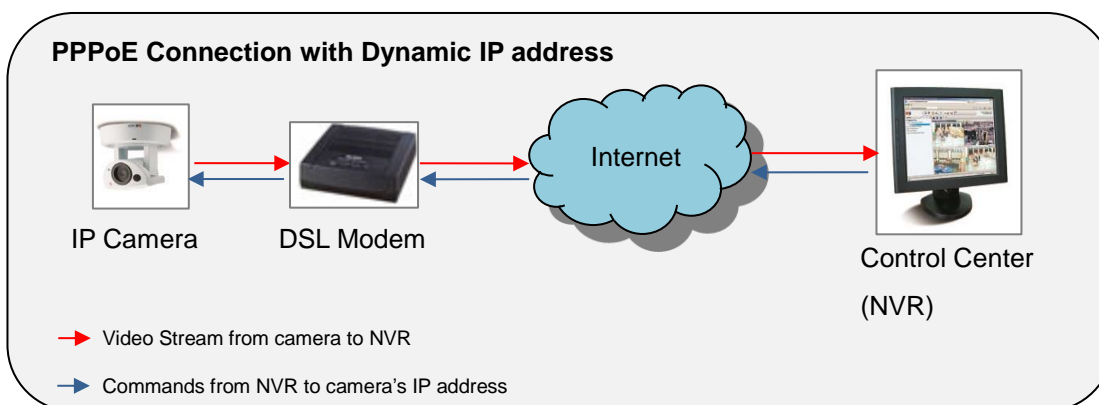 PPPoE Connection with Dynamic IP address
Internet
IP Camera
DSL Modem
Control Center
(NVR)
Video Stream from camera to NVR
Commands from NVR to camera's IP address